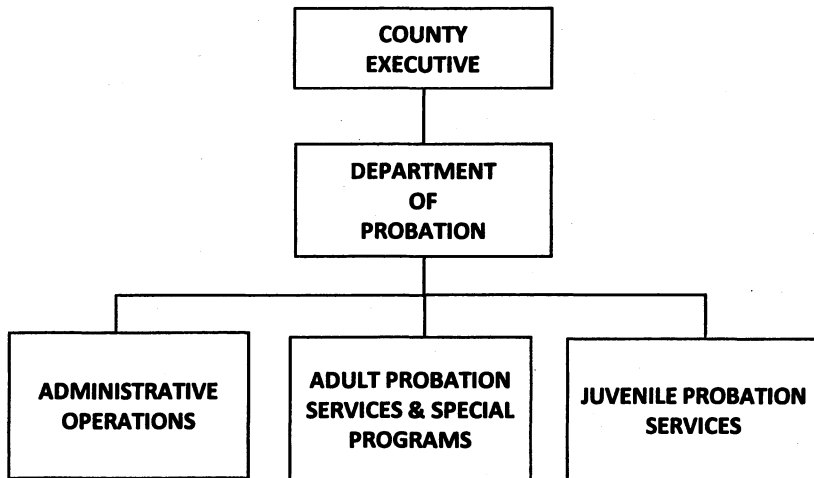 COUNTY
EXECUTIVE
DEPARTMENT
OF
PROBATION
ADMINISTRATIVE
OPERATIONS
ADULT PROBATION
SERVICES & SPECIAL
PROGRAMS
JUVENILE PROBATION
SERVICES